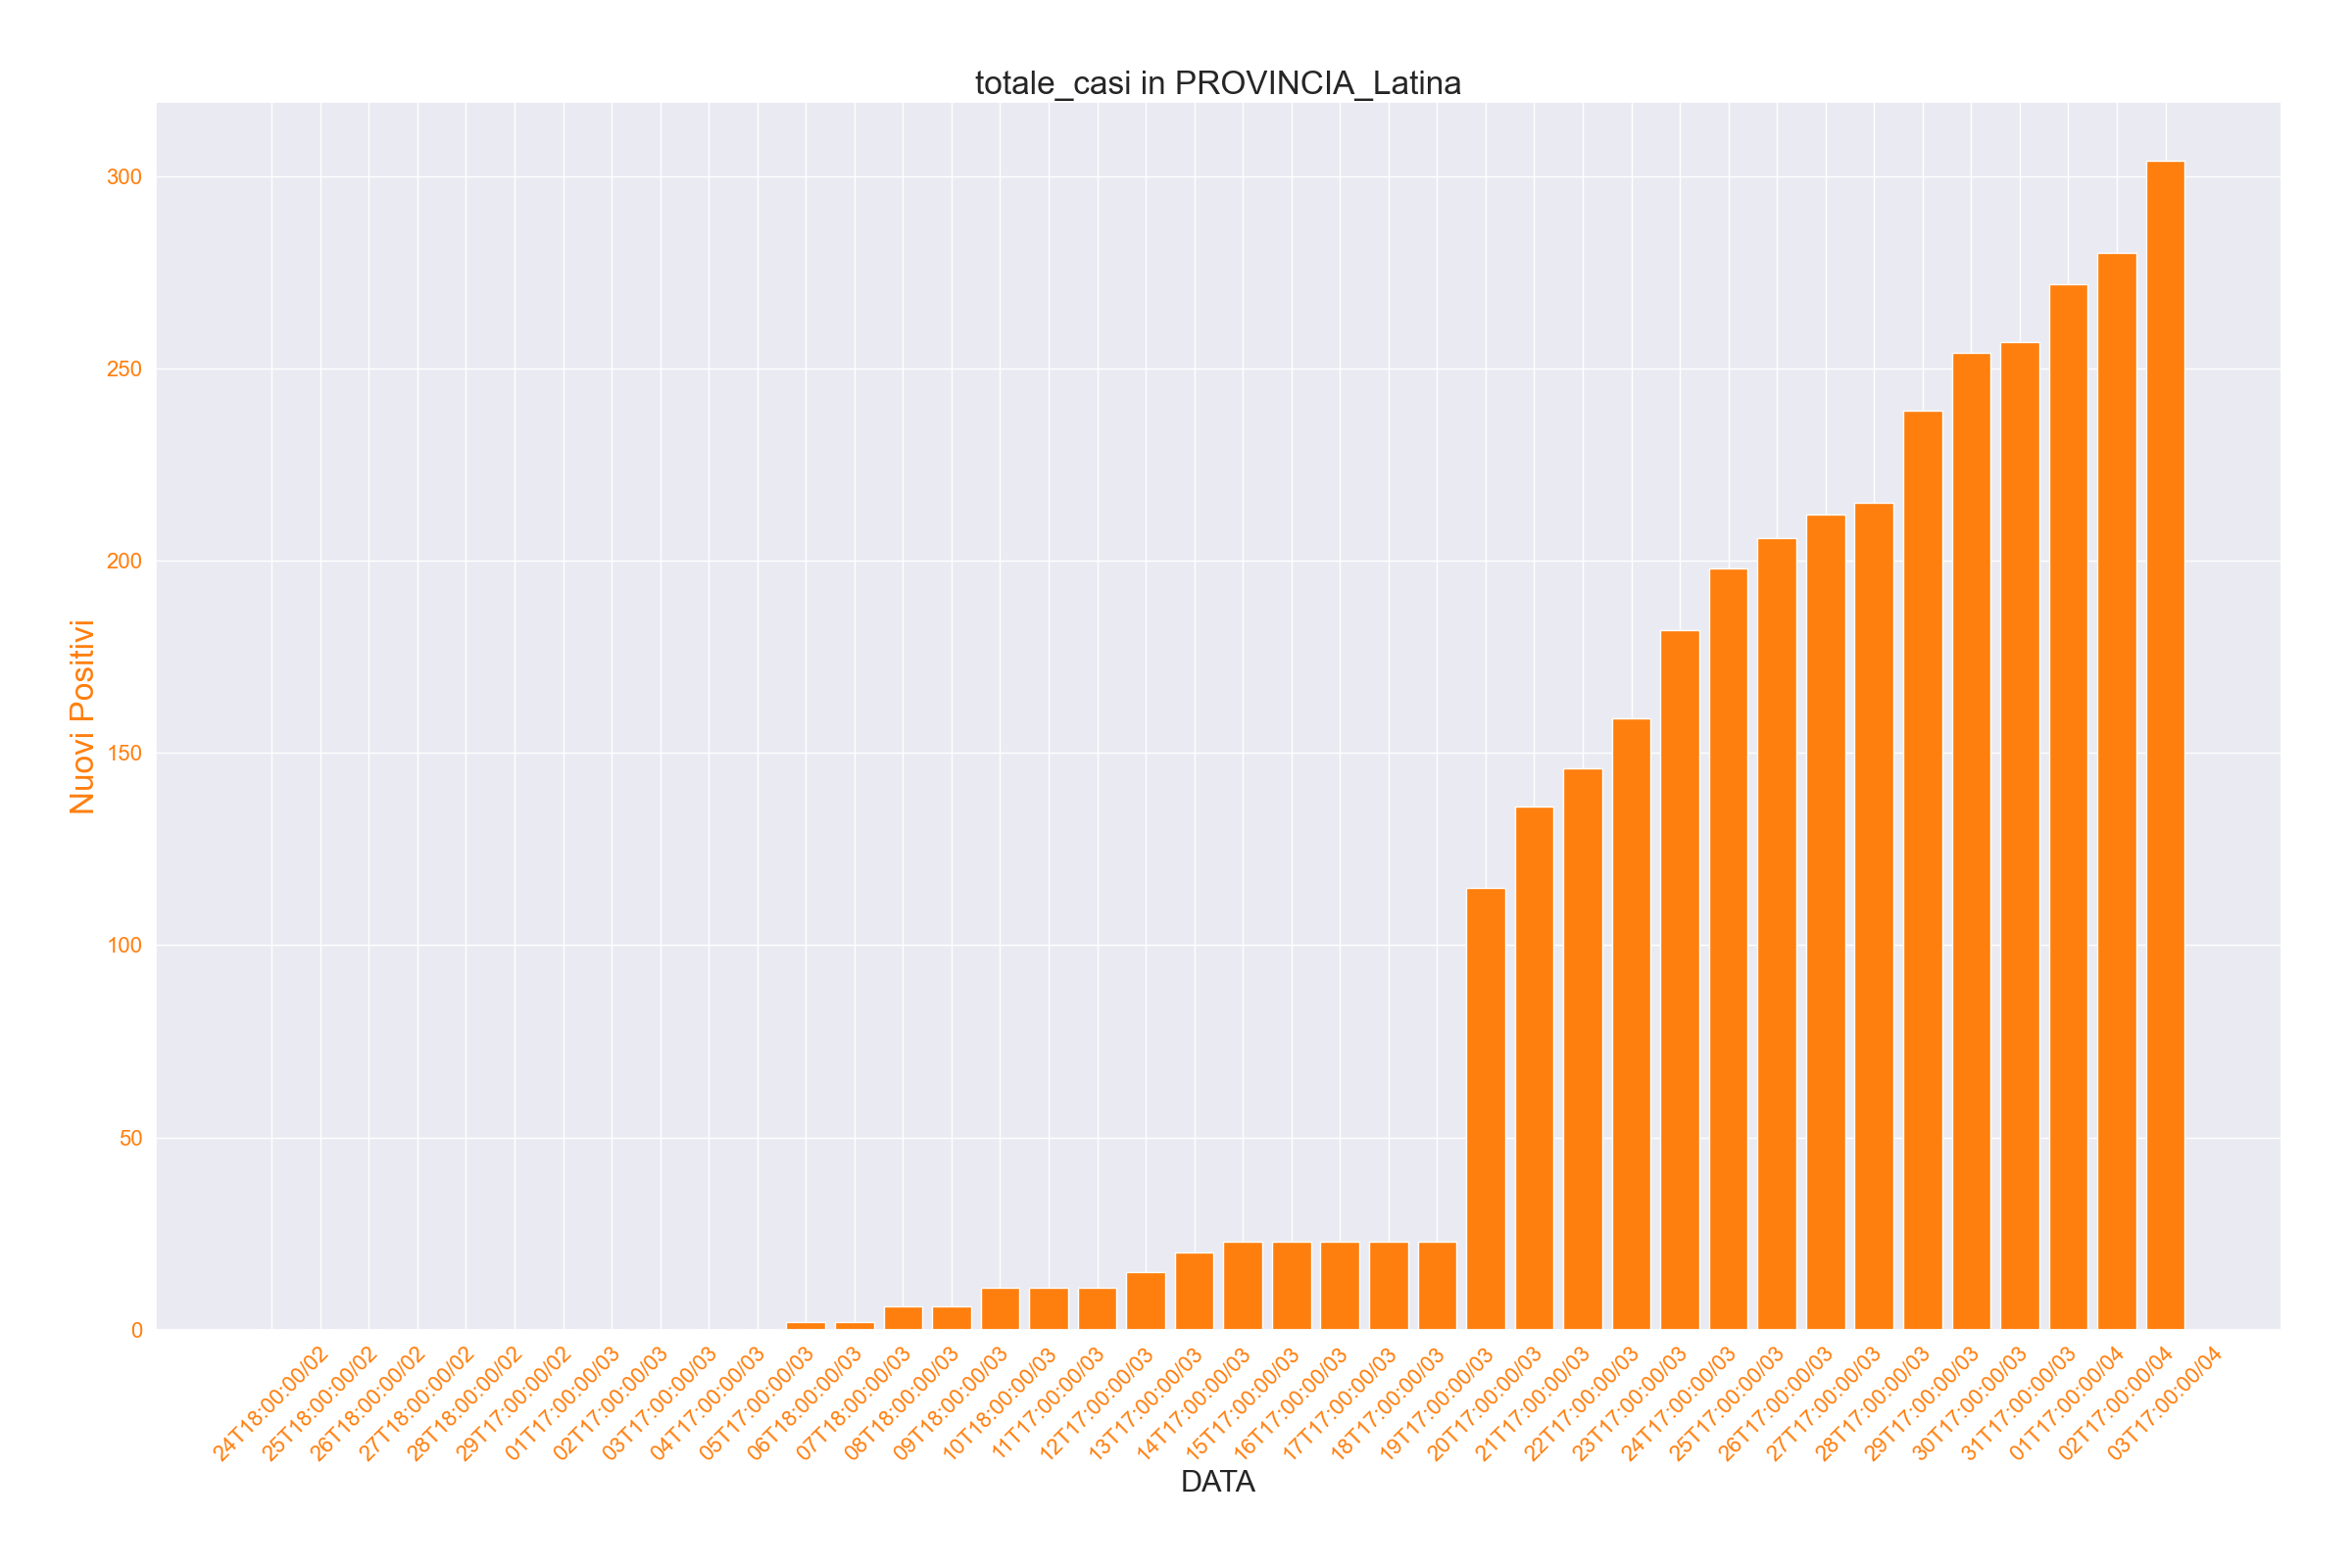 totale_casi in PROVINCIA_Latina
300
250
200
150
100
50
0
Nuovi Positivi
24T18:00:00/02
25T18:00:00/02
26T18:00:00/02
27T18:00:00/02
28T18:00:00/02
29T17:00:00/02
01T17:00:00/03
02T17:00:00/03
03T17:00:00/03
04T17:00:00/03
05T17:00:00/03
06T18:00:00/03
07T18:00:00/03
08T18:00:00/03
09T18:00:00/03
10T18:00:00/03
11T17:00:00/03
12T17:00:00/03
13T17:00:00/03
14T17:00:00/03
15T17:00:00/03
16T17:00:00/03
17T17:00:00/03
18T17:00:00/03
19T17:00:00/03
20T17:00:00/03
21T17:00:00/03
22T17:00:00/03
23T17:00:00/03
24T17:00:00/03
25T17:00:00/03
26T17:00:00/03
27T17:00:00/03
28T17:00:00/03
29T17:00:00/03
30T17:00:00/03
31T17:00:00/03
01T17:00:00/04
02T17:00:00/04
03T17:00:00/04
DATA